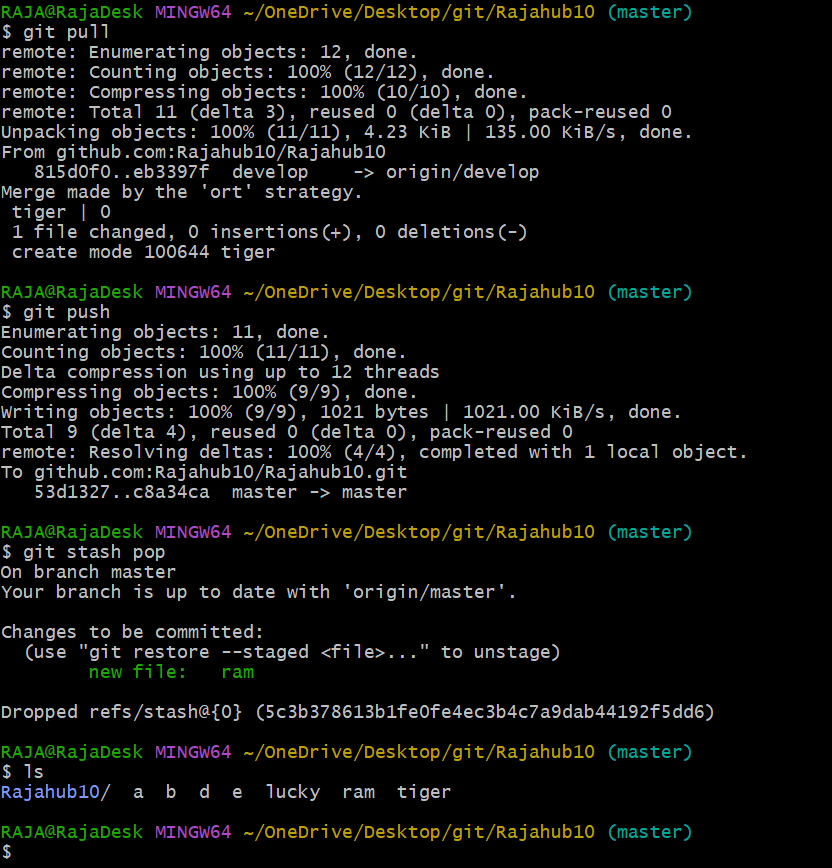 RAJA@RajaDesk MINGW64 ~/OneDrive/Desktop/git/Rajahub10 (master)
$ git pull
remote: Enumerating objects: 12, done.
remote: Counting objects: 100% (12/12), done.
remote: Compressing objects: 100% (10/10), done.
remote: Total 11 (delta 3), reused 0 (delta 0), pack-reused 0
Unpacking objects: 100% (11/11), 4.23 KiB | 135.00 KiB/s, done.
From github.com:Rajahub10/Rajahub10
   815d0f0..eb3397f  develop    -> origin/develop
Merge made by the 'ort' strategy.
 tiger | 0
 1 file changed, 0 insertions(+), 0 deletions(-)
 create mode 100644 tiger

RAJA@RajaDesk MINGW64 ~/OneDrive/Desktop/git/Rajahub10 (master)
$ git push
Enumerating objects: 11, done.
Counting objects: 100% (11/11), done.
Delta compression using up to 12 threads
Compressing objects: 100% (9/9), done.
Writing objects: 100% (9/9), 1021 bytes | 1021.00 KiB/s, done.
Total 9 (delta 4), reused 0 (delta 0), pack-reused 0
remote: Resolving deltas: 100% (4/4), completed with 1 local object.
To github.com:Rajahub10/Rajahub10.git
   53d1327..c8a34ca  master -> master

RAJA@RajaDesk MINGW64 ~/OneDrive/Desktop/git/Rajahub10 (master)
$ git stash pop
On branch master
Your branch is up to date with 'origin/master'.

Changes to be committed:
  (use "git restore --staged <file>..." to unstage)
        new file:   ram

Dropped refs/stash@{0} (5c3b378613b1fe0fe4ec3b4c7a9dab44192f5dd6)

RAJA@RajaDesk MINGW64 ~/OneDrive/Desktop/git/Rajahub10 (master)
$ ls
Rajahub10/  a  b  d  e  lucky  ram  tiger

RAJA@RajaDesk MINGW64 ~/OneDrive/Desktop/git/Rajahub10 (master)
$